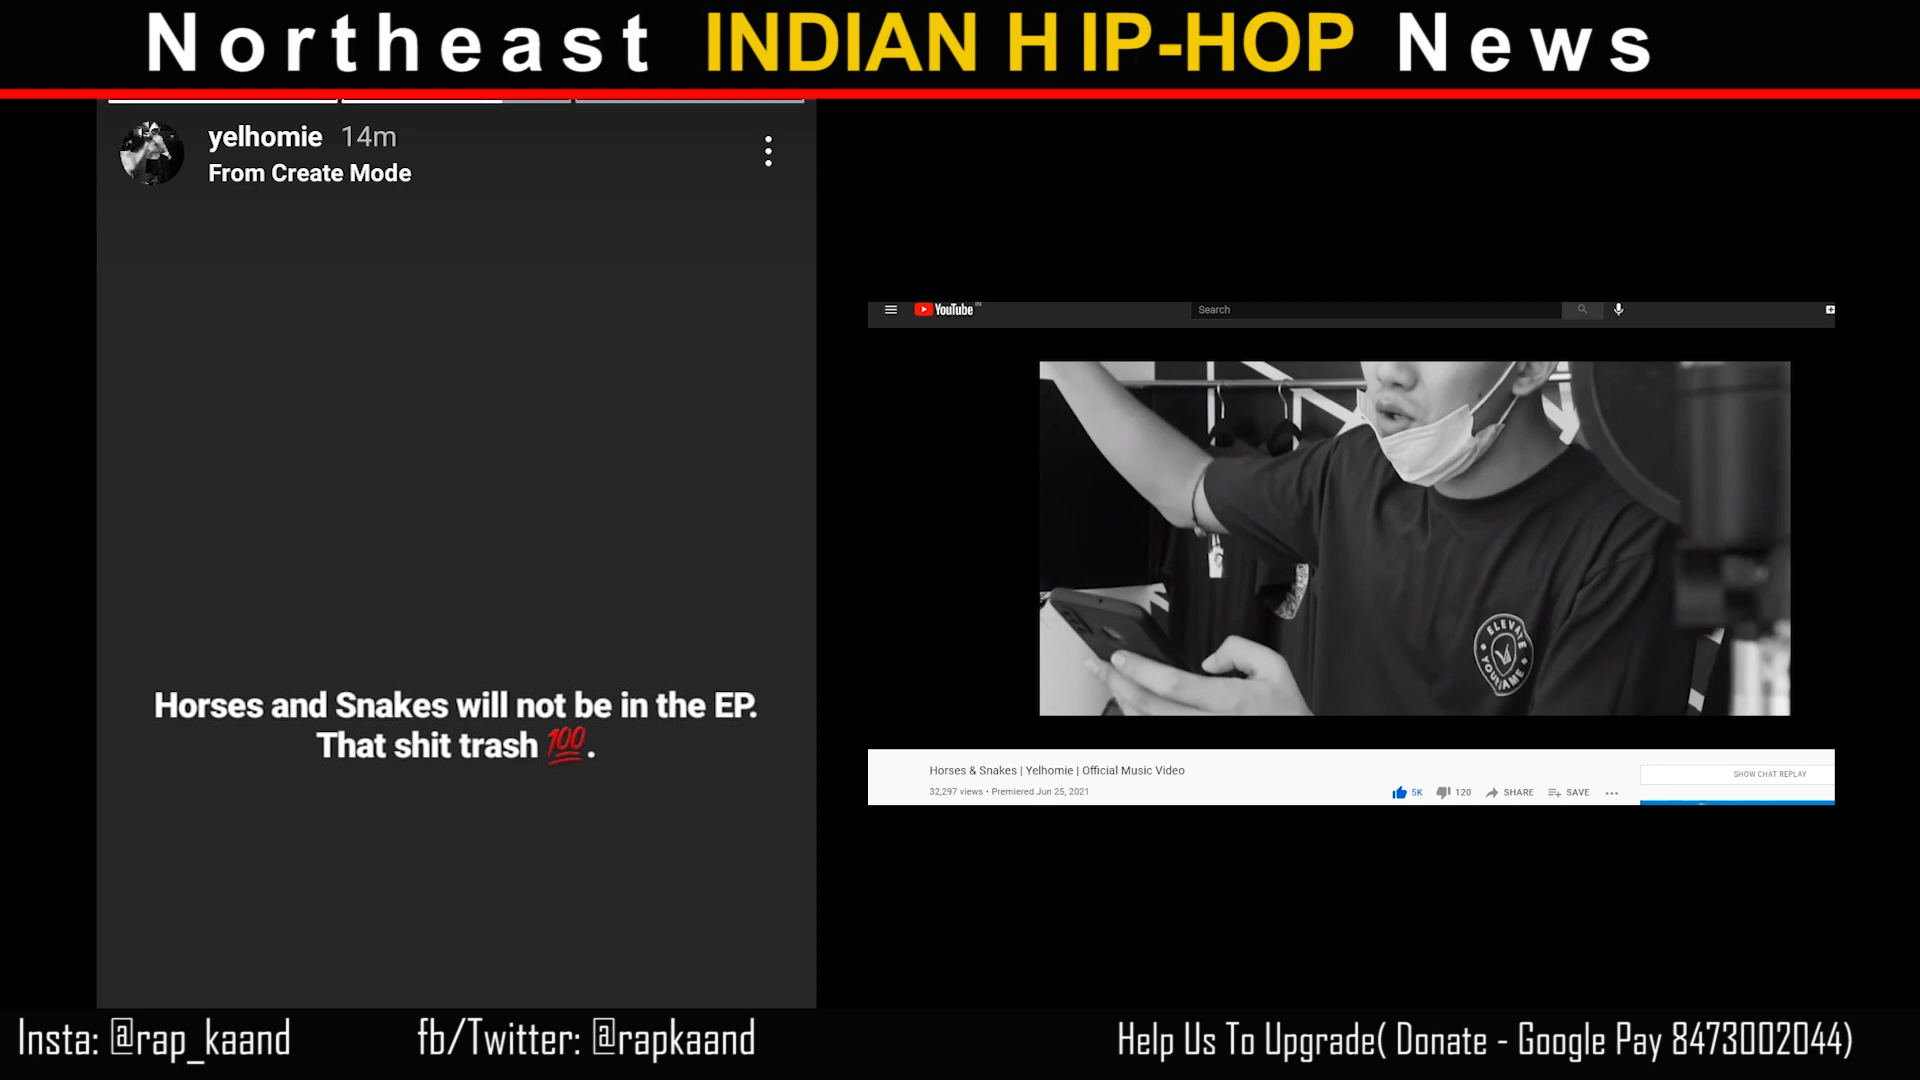 Northeast INDIAN HIP-HOP News
yelhomie 14m
From Create Mode
Horses and Snakes will not be in the EP.
That shit trash 💯.
YouTube IN
Search
ELEVATE
YOUR GAME
Horses & Snakes | Yelhomie | Official Music Video
32,297 views • Premiered Jun 25, 2021
5K 120 SHARE SAVE
SHOW CHAT REPLAY
Insta: @rap_kaand fb/Twitter: @rapkaand Help Us To Upgrade( Donate - Google Pay 8473002044)